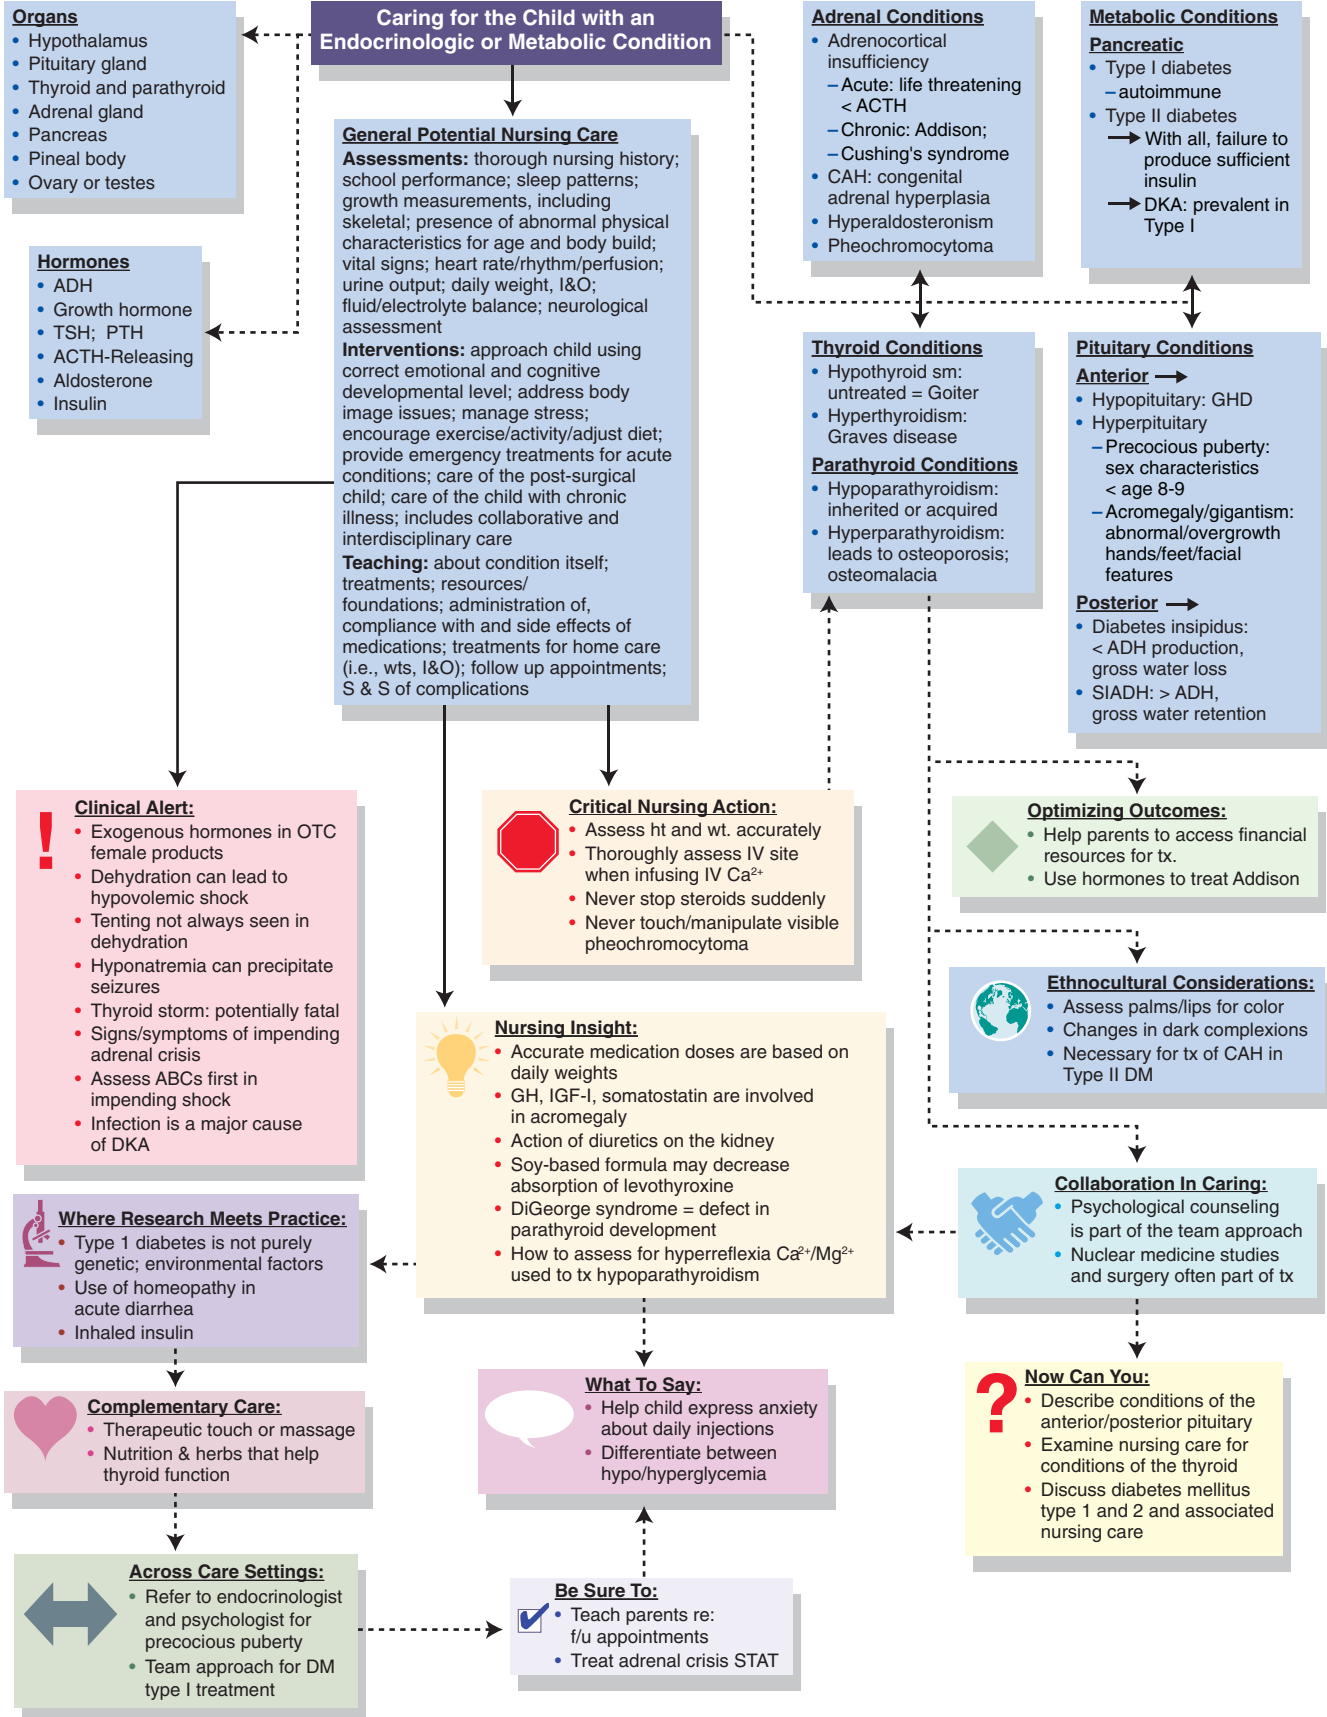 Caring for the Child with an
Endocrinologic or Metabolic Condition
Organs
• Hypothalamus
• Pituitary gland
• Thyroid and parathyroid
• Adrenal gland
• Pancreas
• Pineal body
• Ovary or testes
Hormones
• ADH
• Growth hormone
• TSH; PTH
• ACTH-Releasing
• Aldosterone
• Insulin
General Potential Nursing Care
Assessments: thorough nursing history;
school performance; sleep patterns;
growth measurements, including
skeletal; presence of abnormal physical
characteristics for age and body build;
vital signs; heart rate/rhythm/perfusion;
urine output; daily weight, I&O;
fluid/electrolyte balance; neurological
assessment
Interventions: approach child using
correct emotional and cognitive
developmental level; address body
image issues; manage stress;
encourage exercise/activity/adjust diet;
provide emergency treatments for acute
conditions; care of the post-surgical
child; care of the child with chronic
illness; includes collaborative and
interdisciplinary care
Teaching: about condition itself;
treatments; resources/
foundations; administration of,
compliance with and side effects of
medications; treatments for home care
(i.e., wts, I&O); follow up appointments;
S & S of complications
Adrenal Conditions
• Adrenocortical
insufficiency
– Acute: life threatening
< ACTH
– Chronic: Addison;
– Cushing's syndrome
• CAH: congenital
adrenal hyperplasia
• Hyperaldosteronism
• Pheochromocytoma
Metabolic Conditions
Pancreatic
• Type I diabetes
– autoimmune
• Type II diabetes
With all, failure to
produce sufficient
insulin
DKA: prevalent in
Type I
Thyroid Conditions
• Hypothyroid sm:
untreated = Goiter
• Hyperthyroidism:
Graves disease
Parathyroid Conditions
• Hypoparathyroidism:
inherited or acquired
• Hyperparathyroidism:
leads to osteoporosis;
osteomalacia
Pituitary Conditions
Anterior
• Hypopituitary: GHD
• Hyperpituitary
– Precocious puberty:
sex characteristics
< age 8-9
– Acromegaly/gigantism:
abnormal/overgrowth
hands/feet/facial
features
Posterior
• Diabetes insipidus:
< ADH production,
gross water loss
• SIADH: > ADH,
gross water retention
Clinical Alert:
• Exogenous hormones in OTC
female products
• Dehydration can lead to
hypovolemic shock
• Tenting not always seen in
dehydration
• Hyponatremia can precipitate
seizures
• Thyroid storm: potentially fatal
• Signs/symptoms of impending
adrenal crisis
• Assess ABCs first in
impending shock
• Infection is a major cause
of DKA
Critical Nursing Action:
• Assess ht and wt. accurately
• Thoroughly assess IV site
when infusing IV Ca²⁺
• Never stop steroids suddenly
• Never touch/manipulate visible
pheochromocytoma
Optimizing Outcomes:
• Help parents to access financial
resources for tx.
• Use hormones to treat Addison
Ethnocultural Considerations:
• Assess palms/lips for color
• Changes in dark complexions
• Necessary for tx of CAH in
Type II DM
Nursing Insight:
• Accurate medication doses are based on
daily weights
• GH, IGF-I, somatostatin are involved
in acromegaly
• Action of diuretics on the kidney
• Soy-based formula may decrease
absorption of levothyroxine
• DiGeorge syndrome = defect in
parathyroid development
• How to assess for hyperreflexia Ca²⁺/Mg²⁺
used to tx hypoparathyroidism
Collaboration In Caring:
• Psychological counseling
is part of the team approach
• Nuclear medicine studies
and surgery often part of tx
Where Research Meets Practice:
• Type 1 diabetes is not purely
genetic; environmental factors
• Use of homeopathy in
acute diarrhea
• Inhaled insulin
Complementary Care:
• Therapeutic touch or massage
• Nutrition & herbs that help
thyroid function
What To Say:
• Help child express anxiety
about daily injections
• Differentiate between
hypo/hyperglycemia
Now Can You:
• Describe conditions of the
anterior/posterior pituitary
• Examine nursing care for
conditions of the thyroid
• Discuss diabetes mellitus
type 1 and 2 and associated
nursing care
Across Care Settings:
• Refer to endocrinologist
and psychologist for
precocious puberty
• Team approach for DM
type I treatment
Be Sure To:
• Teach parents re:
f/u appointments
• Treat adrenal crisis STAT